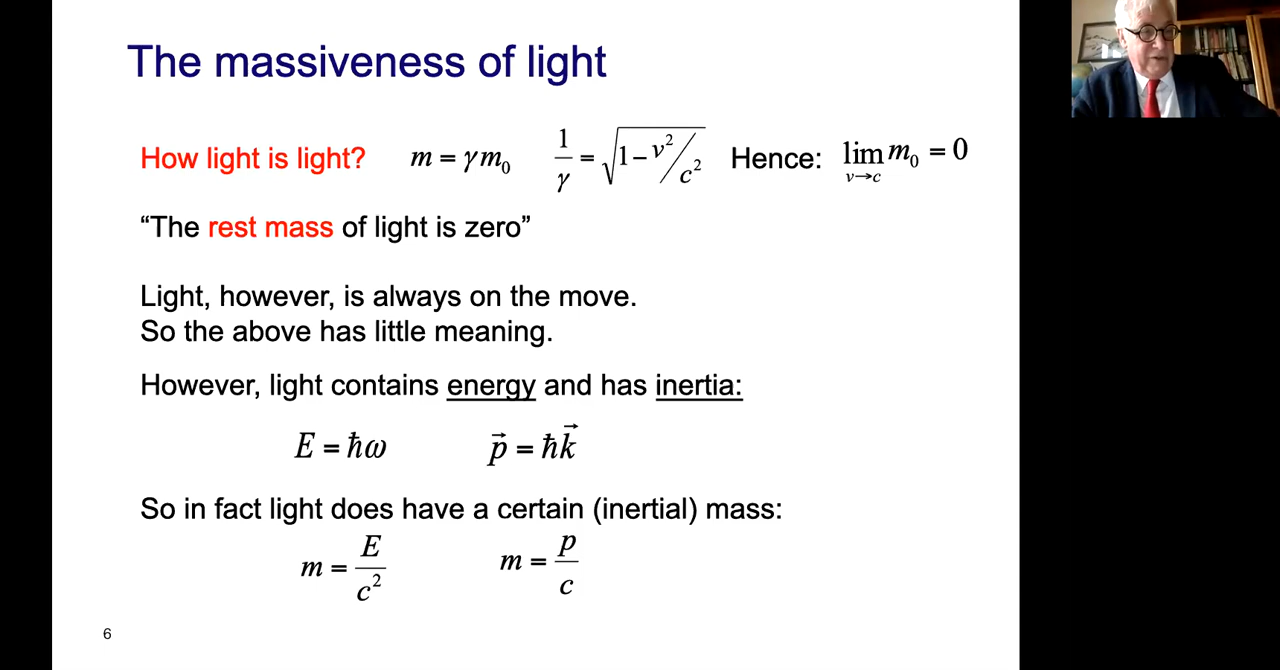 The massiveness of light
How light is light? m = γm₀ 1/γ = √(1 − v²/c²) Hence: lim v→c m₀ = 0
“The rest mass of light is zero”
Light, however, is always on the move.
So the above has little meaning.
However, light contains energy and has inertia:
E = ħω p⃗ = ħk⃗
So in fact light does have a certain (inertial) mass:
m = E/c² m = p/c
6